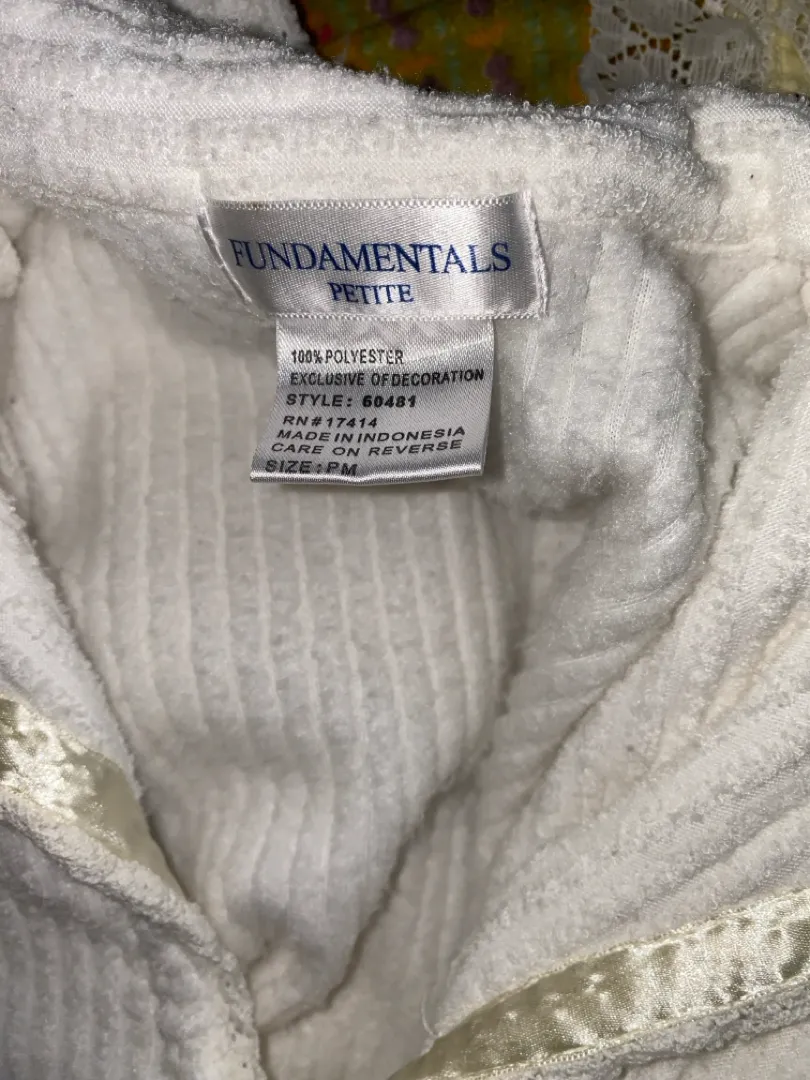 FUNDAMENTALS
PETITE
100% POLYESTER
EXCLUSIVE OF DECORATION
STYLE: 60481
RN#17414
MADE IN INDONESIA
CARE ON REVERSE
SIZE: PM